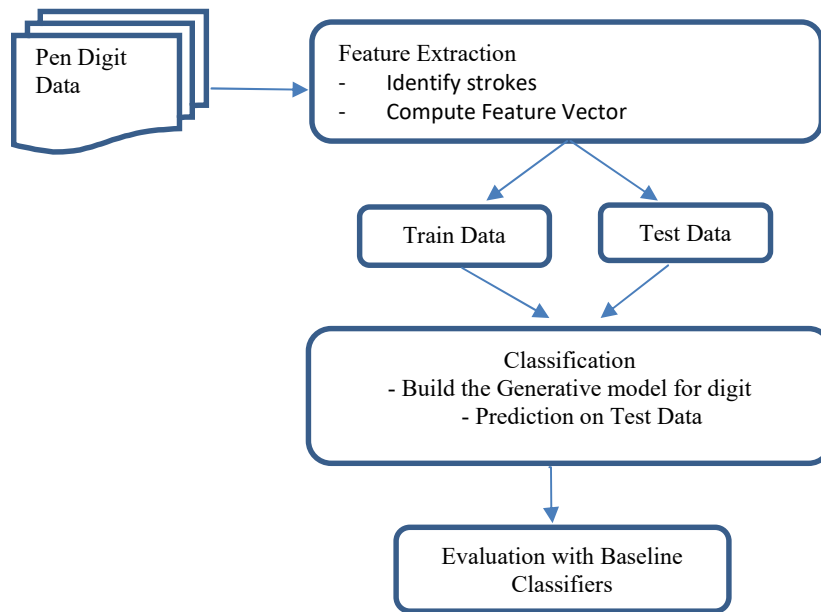 Pen Digit
Data
Feature Extraction
- Identify strokes
- Compute Feature Vector
Train Data
Test Data
Classification
- Build the Generative model for digit
- Prediction on Test Data
Evaluation with Baseline
Classifiers